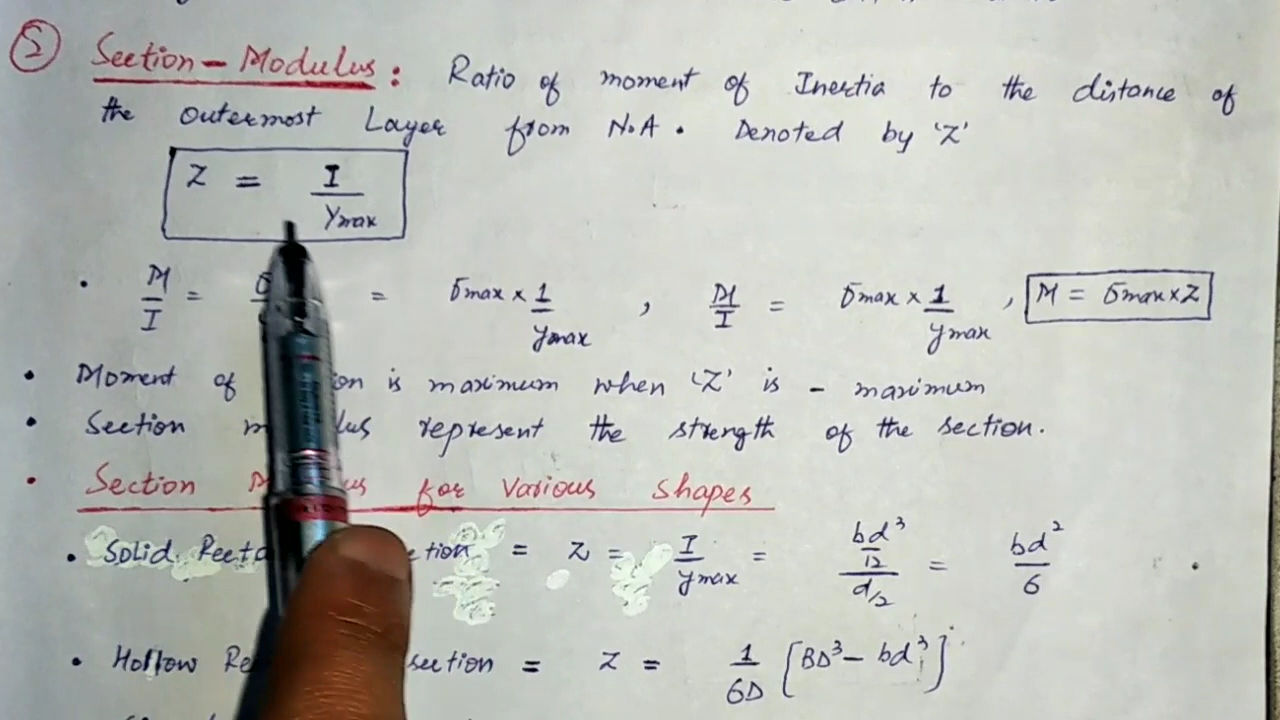 5 Section - Modulus : Ratio of moment of Inertia to the distance of
the outermost Layer from N.A. Denoted by 'Z'
Z = I / Ymax
• M/I = = σmax × 1/ymax , M/I = σmax × 1/ymax , M = σmax × Z
• Moment of is maximum when 'Z' is - maximum
• Section represent the strength of the section.
• Section for Various Shapes
• Solid = Z = I/ymax = (bd³/12)/(d/2) = bd²/6
• Hollow section = Z = 1/6D [BD³ - bd³]